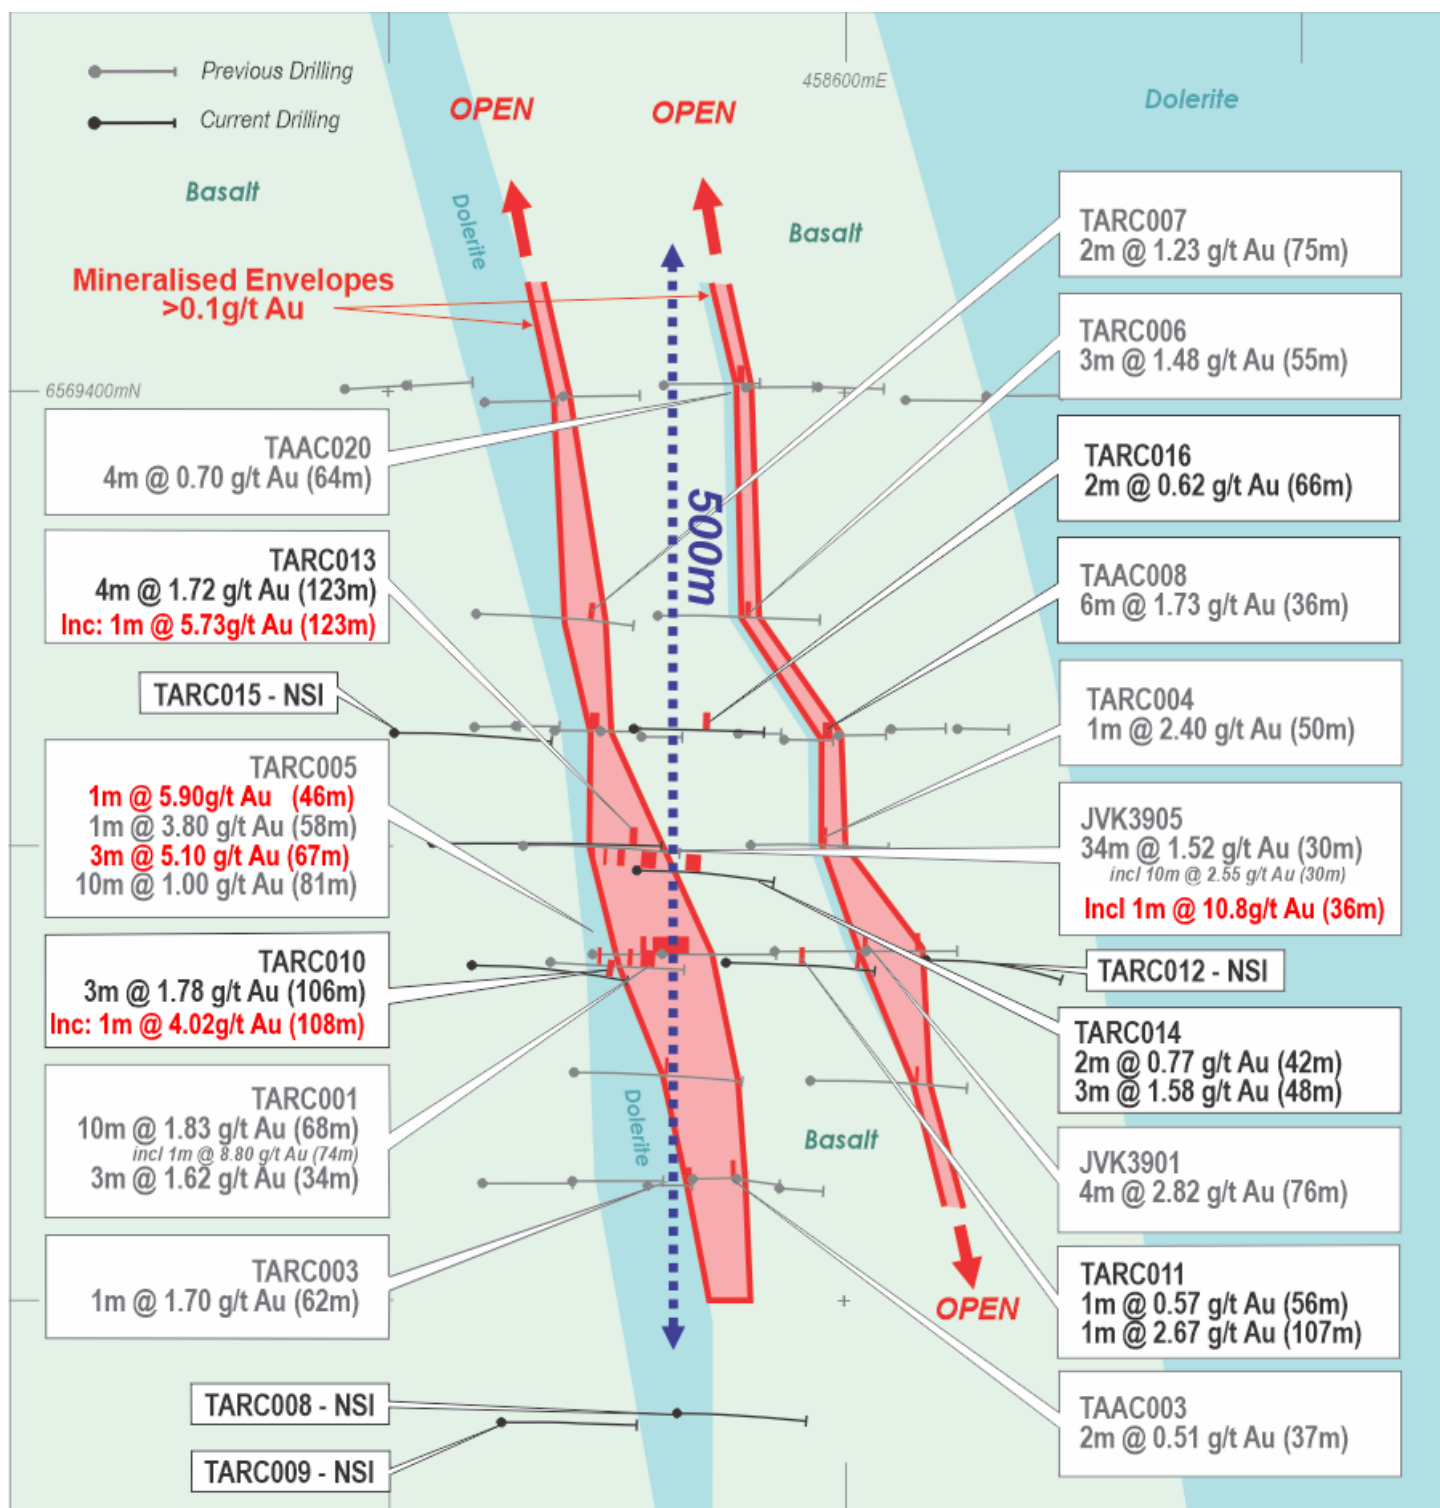 Previous Drilling
Current Drilling
458600mE
OPEN
OPEN
Dolerite
Basalt
Dolerite
Basalt
Mineralised Envelopes
>0.1g/t Au
6569400mN
500m
TAAC020
4m @ 0.70 g/t Au (64m)
TARC013
4m @ 1.72 g/t Au (123m)
Inc: 1m @ 5.73g/t Au (123m)
TARC015 - NSI
TARC005
1m @ 5.90g/t Au (46m)
1m @ 3.80 g/t Au (58m)
3m @ 5.10 g/t Au (67m)
10m @ 1.00 g/t Au (81m)
TARC010
3m @ 1.78 g/t Au (106m)
Inc: 1m @ 4.02g/t Au (108m)
TARC001
10m @ 1.83 g/t Au (68m)
incl 1m @ 8.80 g/t Au (74m)
3m @ 1.62 g/t Au (34m)
TARC003
1m @ 1.70 g/t Au (62m)
TARC008 - NSI
TARC009 - NSI
Dolerite
Basalt
OPEN
TARC007
2m @ 1.23 g/t Au (75m)
TARC006
3m @ 1.48 g/t Au (55m)
TARC016
2m @ 0.62 g/t Au (66m)
TAAC008
6m @ 1.73 g/t Au (36m)
TARC004
1m @ 2.40 g/t Au (50m)
JVK3905
34m @ 1.52 g/t Au (30m)
incl 10m @ 2.55 g/t Au (30m)
Incl 1m @ 10.8g/t Au (36m)
TARC012 - NSI
TARC014
2m @ 0.77 g/t Au (42m)
3m @ 1.58 g/t Au (48m)
JVK3901
4m @ 2.82 g/t Au (76m)
TARC011
1m @ 0.57 g/t Au (56m)
1m @ 2.67 g/t Au (107m)
TAAC003
2m @ 0.51 g/t Au (37m)